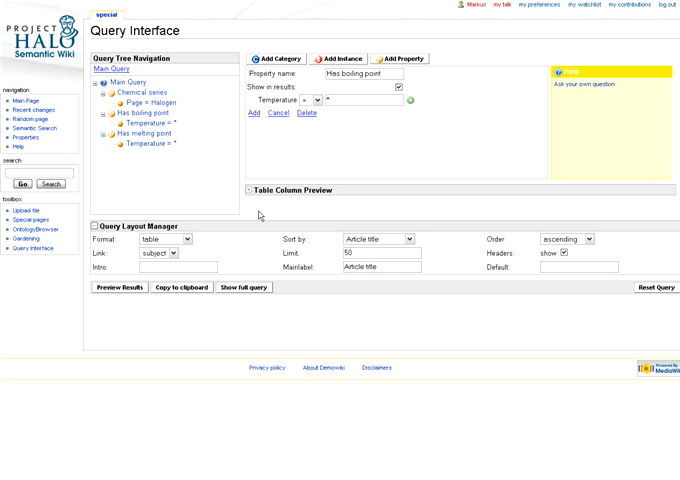 Markus my talk my preferences my watchlist my contributions log out
PROJECT
HALO
Semantic Wiki
special
Query Interface
navigation
Main Page
Recent changes
Random page
Semantic Search
Properties
Help
search
Go Search
toolbox
Upload file
Special pages
OntologyBrowser
Gardening
Query Interface
Query Tree Navigation
Main Query
Main Query
Chemical series
Page = Halogen
Has boiling point
Temperature = *
Has melting point
Temperature = *
Add Category Add Instance Add Property
Property name: Has boiling point
Show in results:
Temperature = *
Add Cancel Delete
Help
Ask your own question
Table Column Preview
Query Layout Manager
Format: table Sort by: Article title Order: ascending
Link: subject Limit: 50 Headers: show
Intro: Mainlabel: Article title Default:
Preview Results Copy to clipboard Show full query Reset Query
Privacy policy About Demowiki Disclaimers
Powered By
MediaWiki